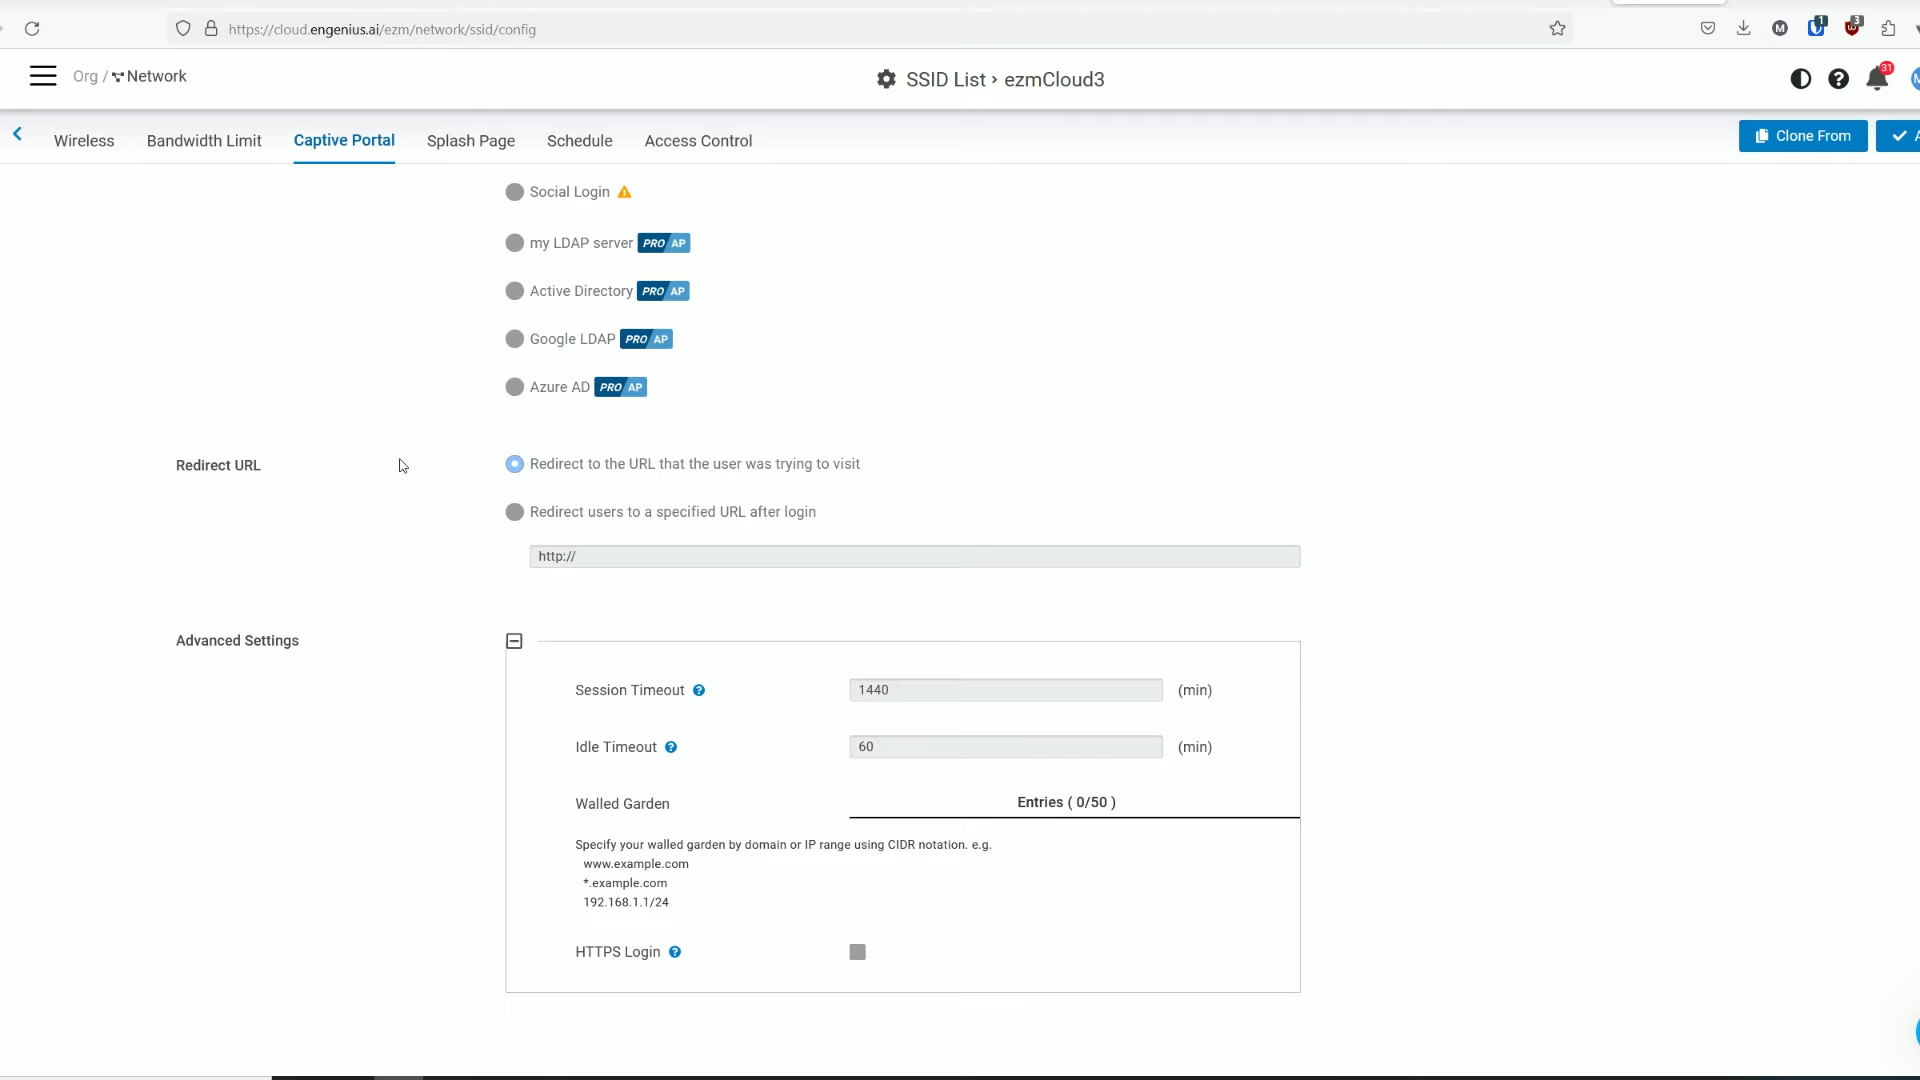 https://cloud.engenius.ai/ezm/network/ssid/config
M
1
3
Org / Network
SSID List › ezmCloud3
31
Wireless
Bandwidth Limit
Captive Portal
Splash Page
Schedule
Access Control
Clone From
Social Login
my LDAP server PRO AP
Active Directory PRO AP
Google LDAP PRO AP
Azure AD PRO AP
Redirect URL
Redirect to the URL that the user was trying to visit
Redirect users to a specified URL after login
http://
Advanced Settings
Session Timeout
1440
(min)
Idle Timeout
60
(min)
Walled Garden
Entries ( 0/50 )
Specify your walled garden by domain or IP range using CIDR notation. e.g.
www.example.com
*.example.com
192.168.1.1/24
HTTPS Login